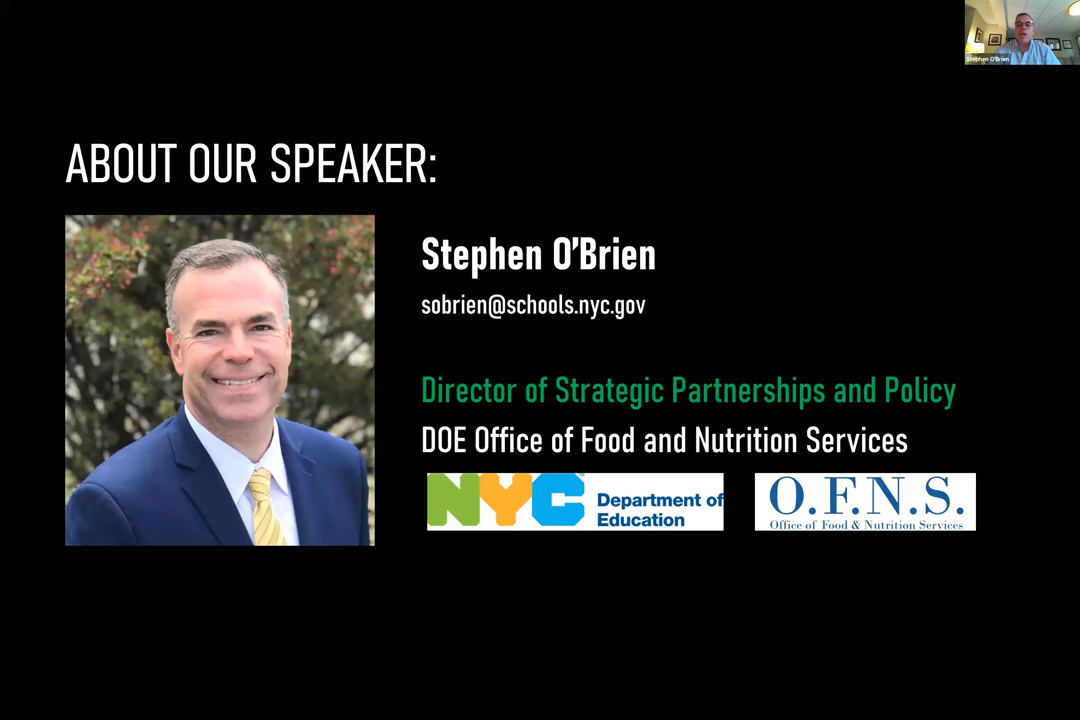 Stephen O'Brien
ABOUT OUR SPEAKER:
Stephen O'Brien
sobrien@schools.nyc.gov
Director of Strategic Partnerships and Policy
DOE Office of Food and Nutrition Services
NYC
Department of
Education
O.F.N.S.
Office of Food & Nutrition Services